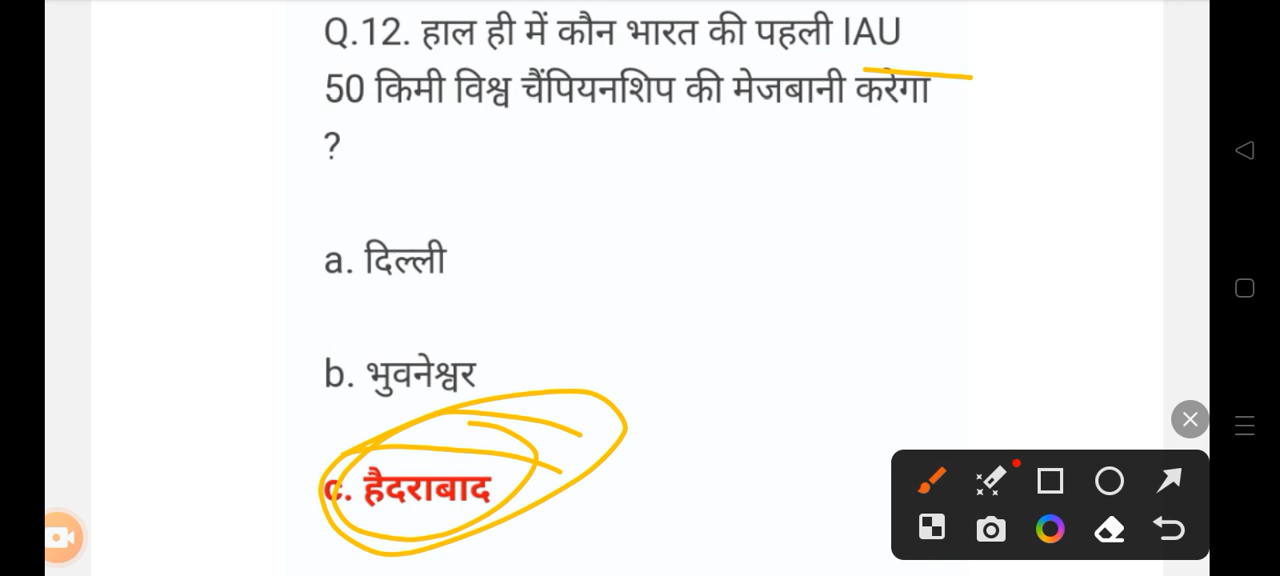 Q.12. हाल ही में कौन भारत की पहली IAU
50 किमी विश्व चैंपियनशिप की मेजबानी करेगा
?
a. दिल्ली
b. भुवनेश्वर
c. हैदराबाद